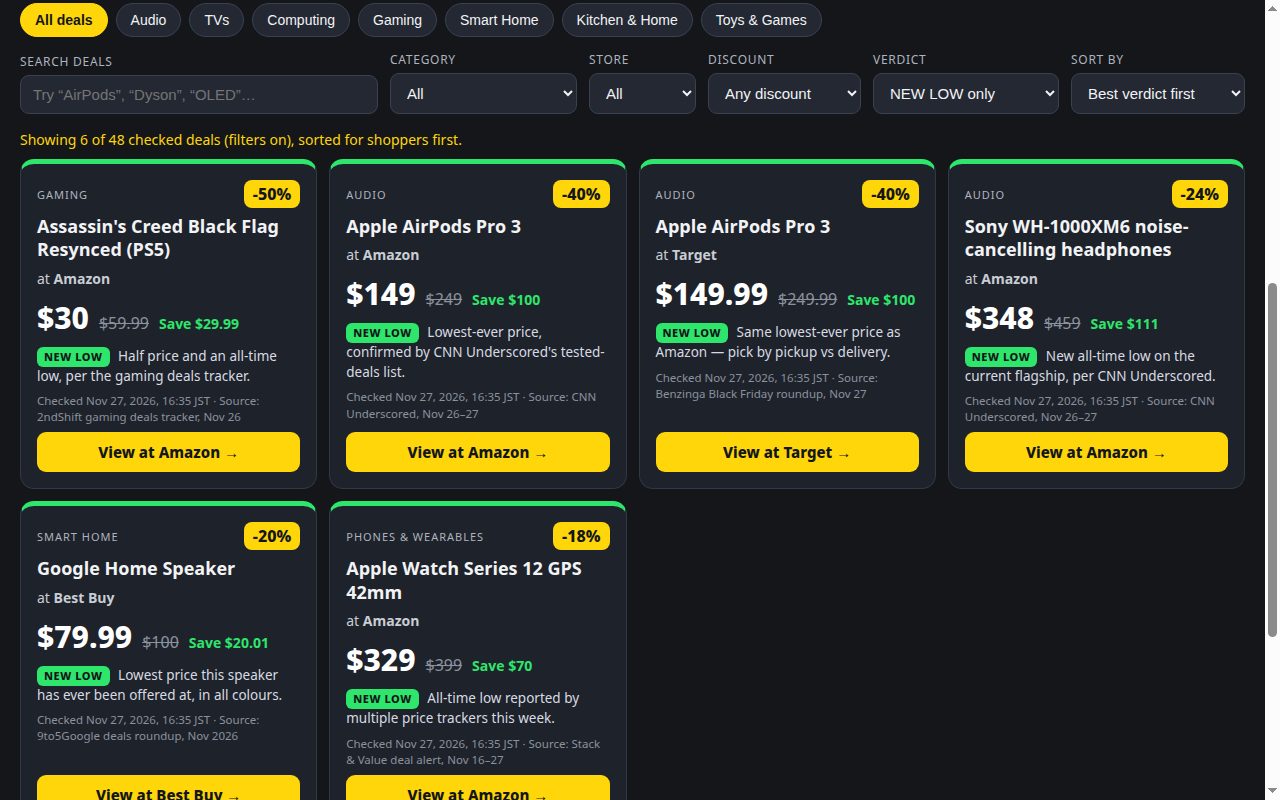 All deals Audio TVs Computing Gaming Smart Home Kitchen & Home Toys & Games
SEARCH DEALS CATEGORY STORE DISCOUNT VERDICT SORT BY
Try “AirPods”, “Dyson”, “OLED”… All All Any discount NEW LOW only Best verdict first
Showing 6 of 48 checked deals (filters on), sorted for shoppers first.
GAMING -50%
Assassin's Creed Black Flag
Resynced (PS5)
at Amazon
$30 $59.99 Save $29.99
NEW LOW Half price and an all-time
low, per the gaming deals tracker.
Checked Nov 27, 2026, 16:35 JST · Source:
2ndShift gaming deals tracker, Nov 26
View at Amazon →
AUDIO -40%
Apple AirPods Pro 3
at Amazon
$149 $249 Save $100
NEW LOW Lowest-ever price,
confirmed by CNN Underscored's tested-
deals list.
Checked Nov 27, 2026, 16:35 JST · Source: CNN
Underscored, Nov 26–27
View at Amazon →
AUDIO -40%
Apple AirPods Pro 3
at Target
$149.99 $249.99 Save $100
NEW LOW Same lowest-ever price as
Amazon — pick by pickup vs delivery.
Checked Nov 27, 2026, 16:35 JST · Source:
Benzinga Black Friday roundup, Nov 27
View at Target →
AUDIO -24%
Sony WH-1000XM6 noise-
cancelling headphones
at Amazon
$348 $459 Save $111
NEW LOW New all-time low on the
current flagship, per CNN Underscored.
Checked Nov 27, 2026, 16:35 JST · Source: CNN
Underscored, Nov 26–27
View at Amazon →
SMART HOME -20%
Google Home Speaker
at Best Buy
$79.99 $100 Save $20.01
NEW LOW Lowest price this speaker
has ever been offered at, in all colours.
Checked Nov 27, 2026, 16:35 JST · Source:
9to5Google deals roundup, Nov 2026
View at Best Buy →
PHONES & WEARABLES -18%
Apple Watch Series 12 GPS
42mm
at Amazon
$329 $399 Save $70
NEW LOW All-time low reported by
multiple price trackers this week.
Checked Nov 27, 2026, 16:35 JST · Source: Stack
& Value deal alert, Nov 16–27
View at Amazon →